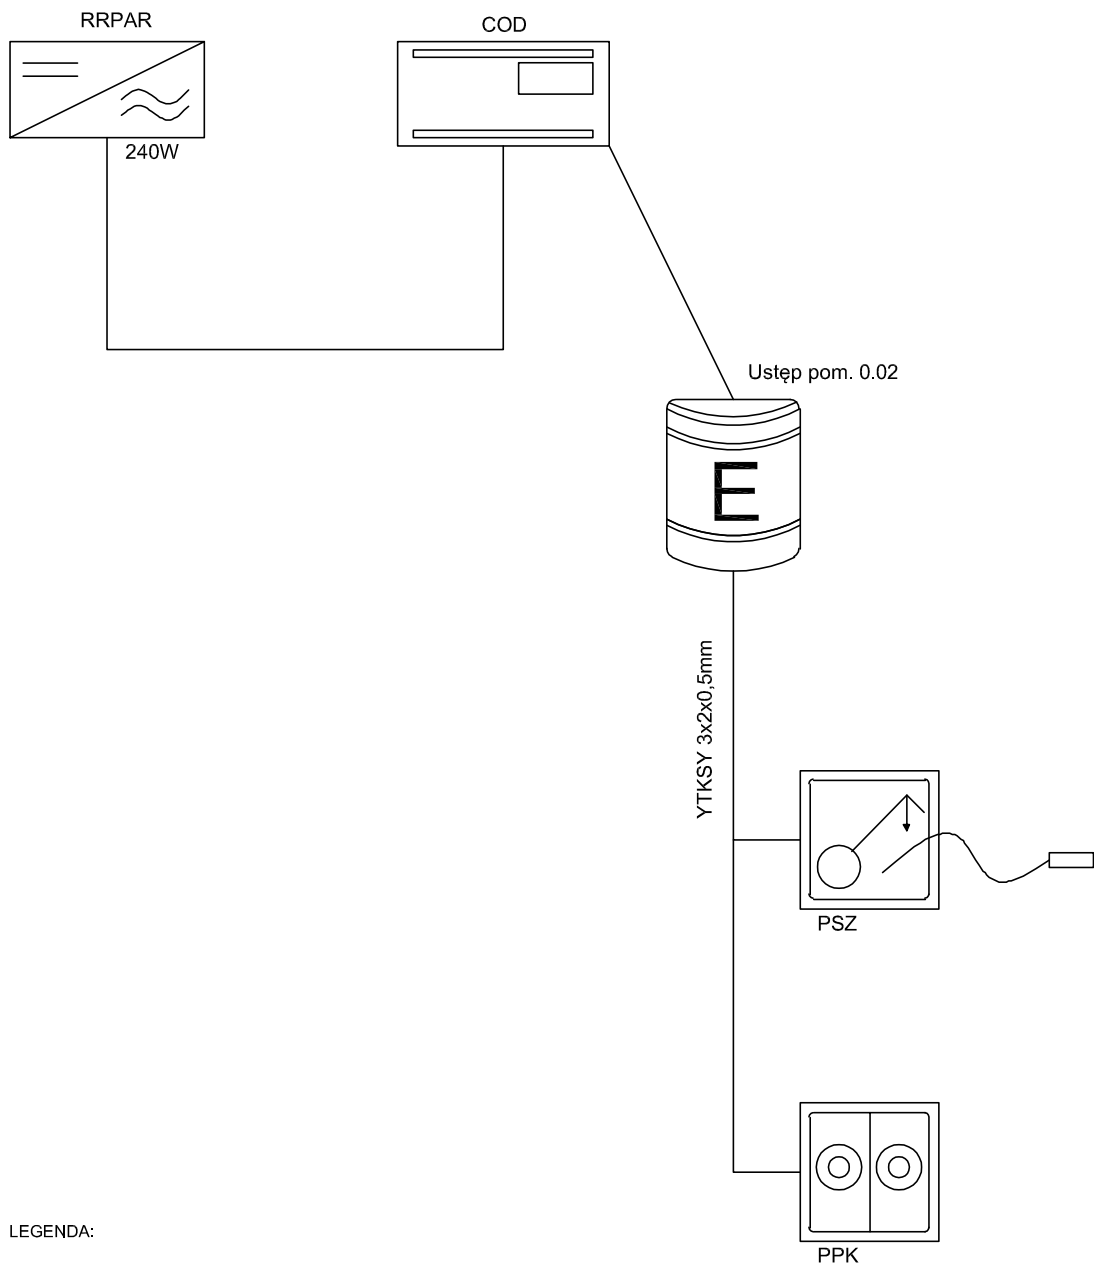 RRPAR
COD
240W
Ustęp pom. 0.02
E
YTKSY 3x2x0,5mm
PSZ
LEGENDA:
PPK